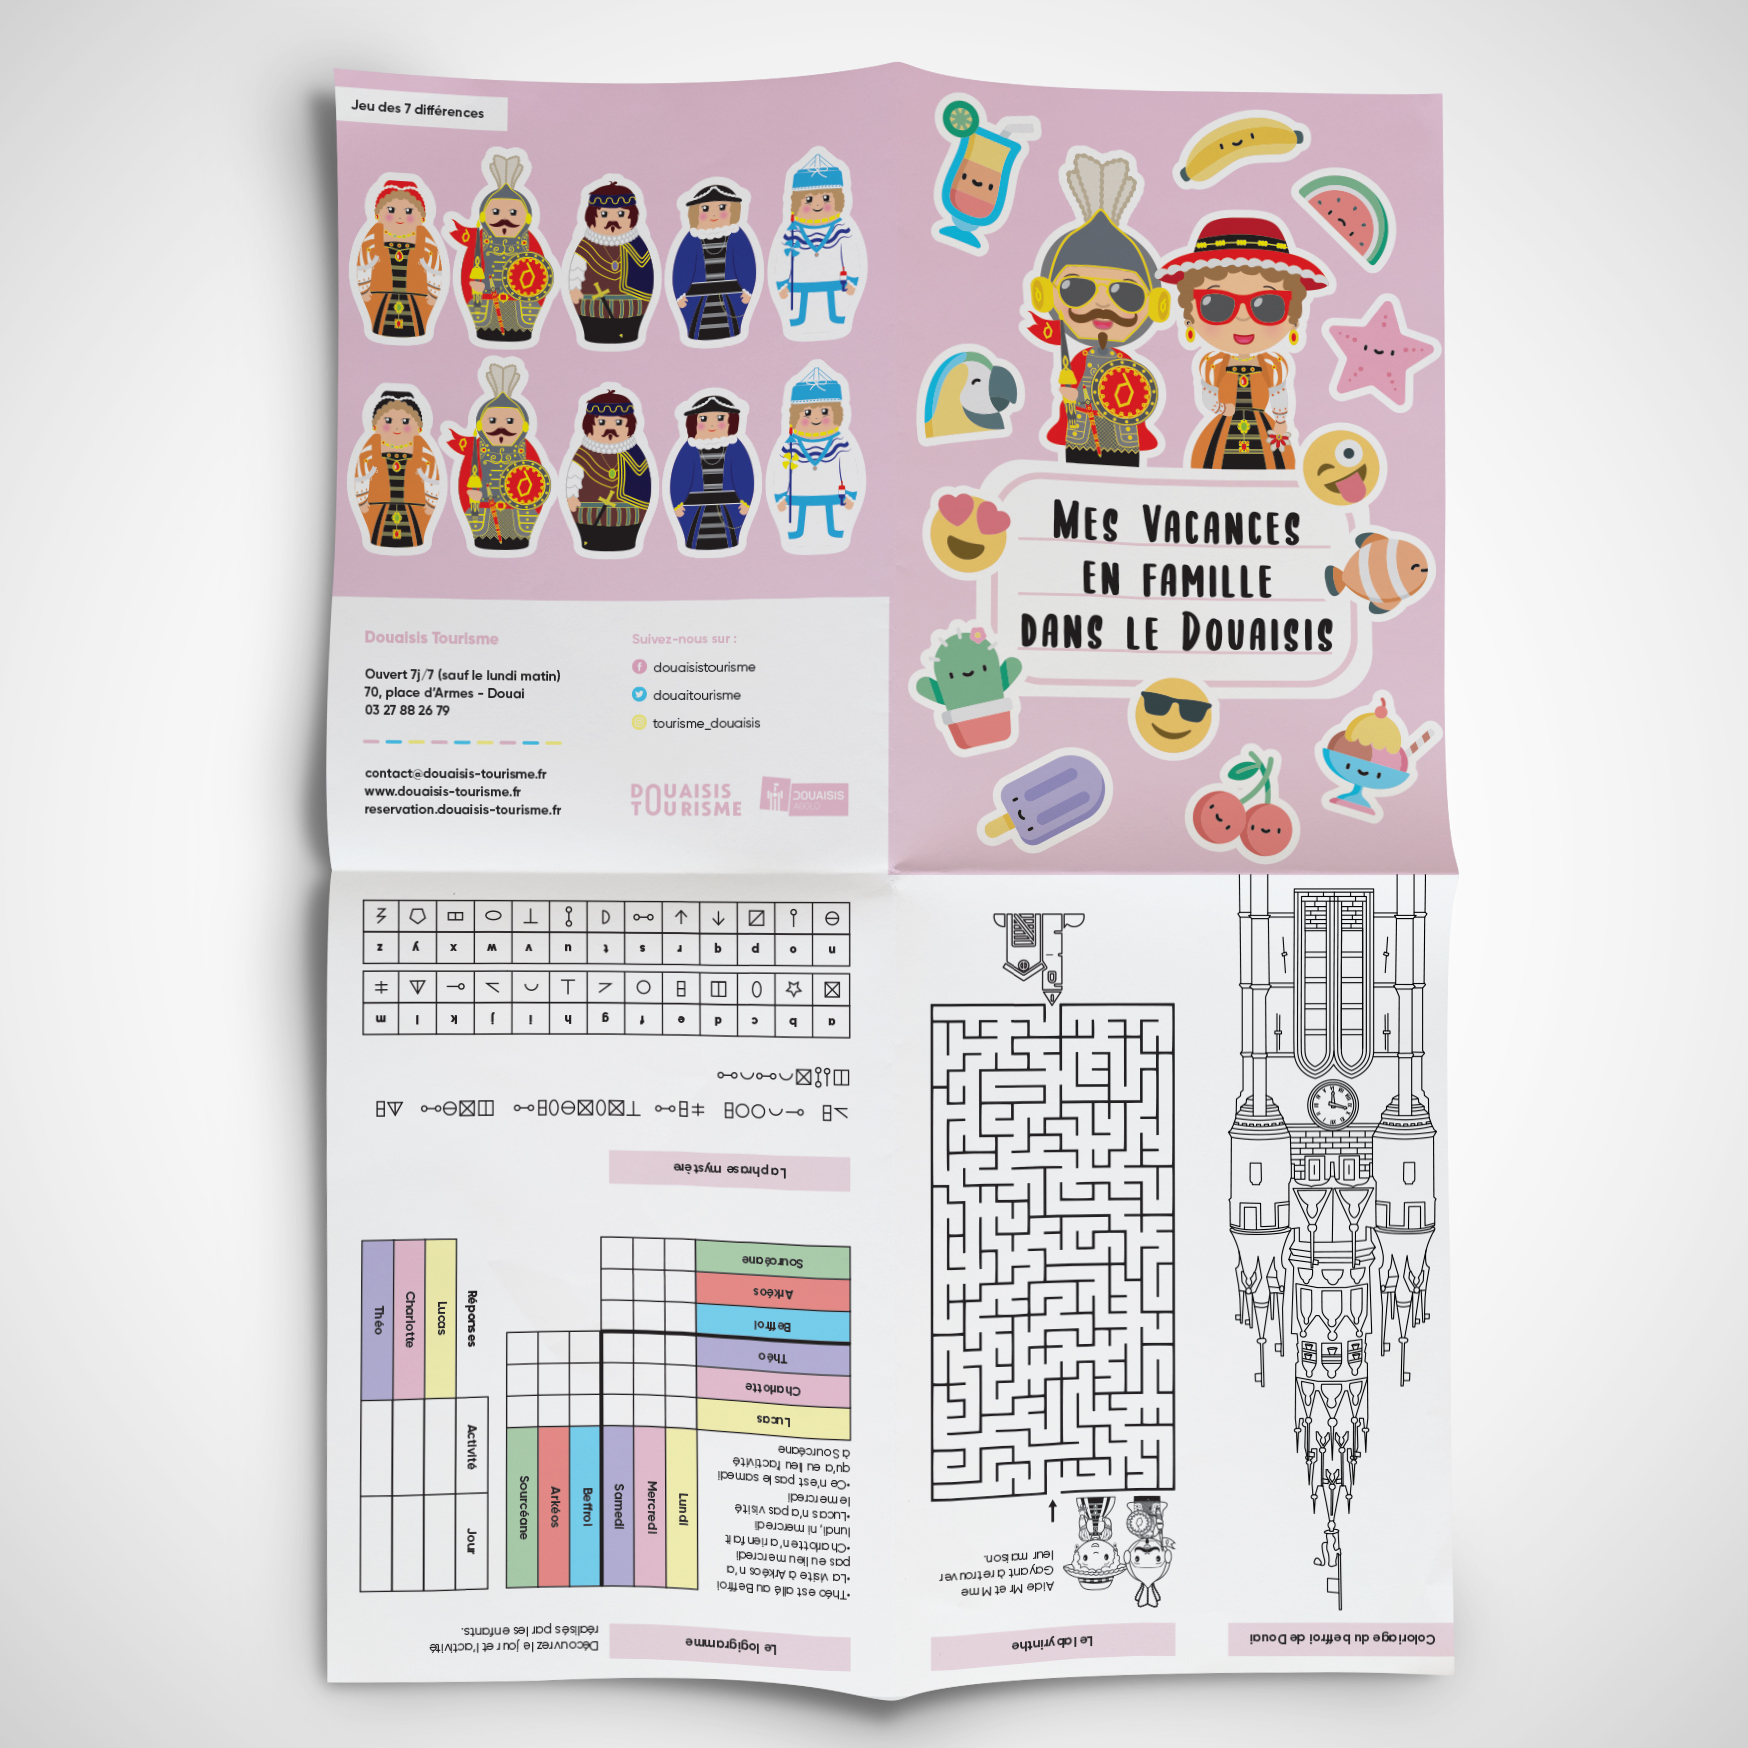 Jeu des 7 différences
Mes Vacances
en famille
dans le Douaisis
Douaisis Tourisme
Ouvert 7j/7 (sauf le lundi matin)
70, place d'Armes - Douai
03 27 88 26 79
contact@douaisis-tourisme.fr
www.douaisis-tourisme.fr
reservation.douaisis-tourisme.fr
Suivez-nous sur :
douaisistourisme
douaitourisme
tourisme_douaisis
DOUAISIS
TOURISME
DOUAISIS
AGGLO
Coloriage du beffroi de Douai
Le labyrinthe
Aide Mr et Mme
Gayant à retrouver
leur maison.
Le logigramme
Découvrez le jour et l'activité
réalisés par les enfants.
•Théo est allé au Beffroi
•La visite à Arkéos n'a
pas eu lieu mercredi
•Charlotte n'a rien fait
lundi, ni mercredi
•Lucas n'a pas visité
le mercredi
•Ce n'est pas le samedi
qu'a eu lieu l'activité
à Sourcéane
Lundi
Mercredi
Samedi
Beffroi
Arkéos
Sourcéane
Lucas
Charlotte
Théo
Beffroi
Arkéos
Sourcéane
Jour
Activité
Réponses
Lucas
Charlotte
Théo
La phrase mystère
a b c d e f g h i j k l m
n o p q r s t u v w x y z